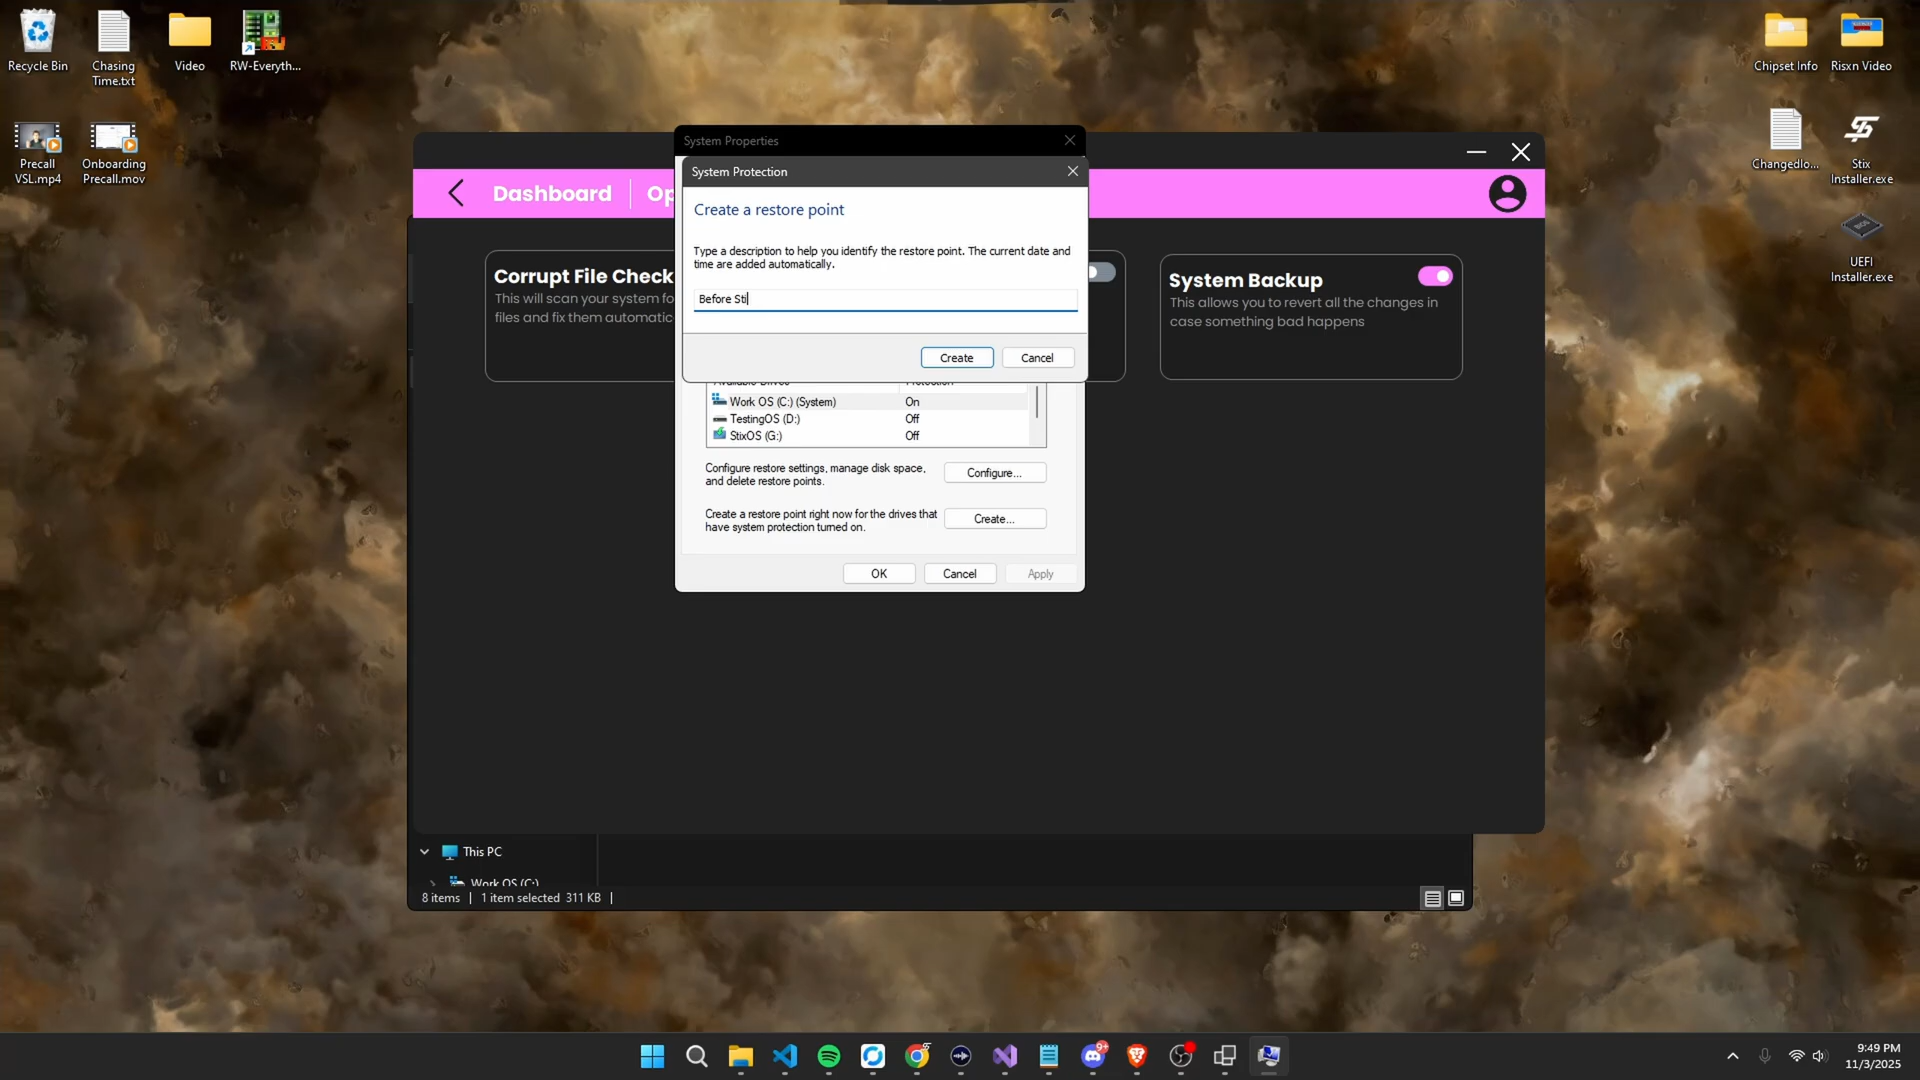 Recycle Bin
Chasing
Time.txt
Video
RW-Everyth...
Chipset Info
Risxn Video
Precall
VSL.mp4
Onboarding
Precall.mov
Changedlo...
Stix
Installer.exe
UEFI
Installer.exe
System Properties
System Protection
Dashboard
Op
Create a restore point
Type a description to help you identify the restore point. The current date and
time are added automatically.
Before Sti
Create
Cancel
Corrupt File Check
This will scan your system fo
files and fix them automatic
System Backup
This allows you to revert all the changes in
case something bad happens
Work OS (C:) (System)
On
TestingOS (D:)
Off
StixOS (G:)
Off
Configure restore settings, manage disk space,
and delete restore points.
Configure...
Create a restore point right now for the drives that
have system protection turned on.
Create...
OK
Cancel
Apply
This PC
Work OS (C:)
8 items
1 item selected 311 KB
9+
9:49 PM
11/3/2025